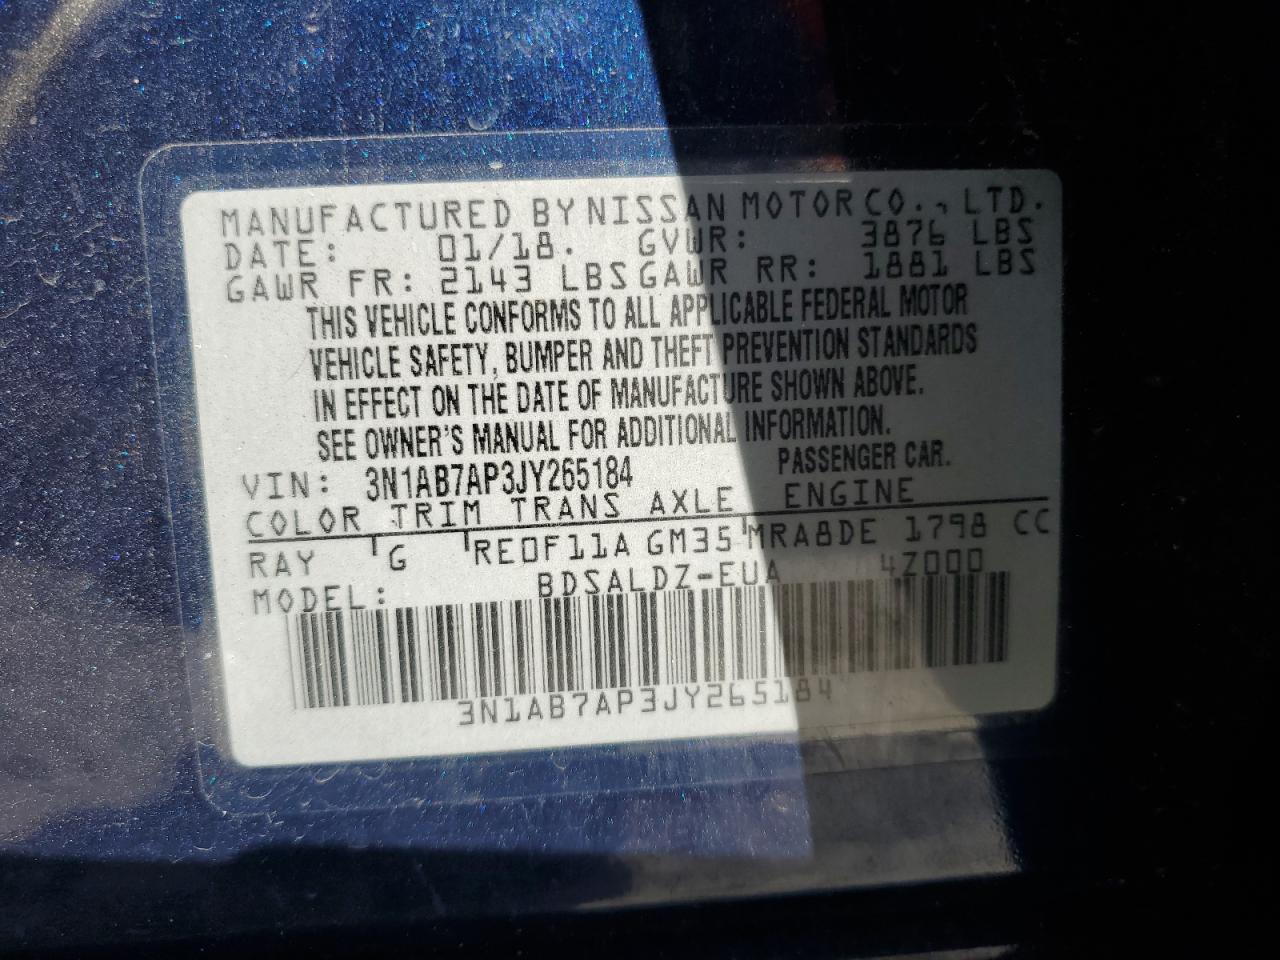 MANUFACTURED BY NISSAN MOTOR CO., LTD.
DATE: 01/18. GVWR: 3876 LBS
GAWR FR: 2143 LBS GAWR RR: 1881 LBS
THIS VEHICLE CONFORMS TO ALL APPLICABLE FEDERAL MOTOR
VEHICLE SAFETY, BUMPER AND THEFT PREVENTION STANDARDS
IN EFFECT ON THE DATE OF MANUFACTURE SHOWN ABOVE.
SEE OWNER'S MANUAL FOR ADDITIONAL INFORMATION.
VIN: 3N1AB7AP3JY265184 PASSENGER CAR.
COLOR TRIM TRANS AXLE ENGINE
RAY G RE0F11A GM35 MRA8DE 1798 CC
MODEL: BDSALDZ-EUA 4Z000
3N1AB7AP3JY265184